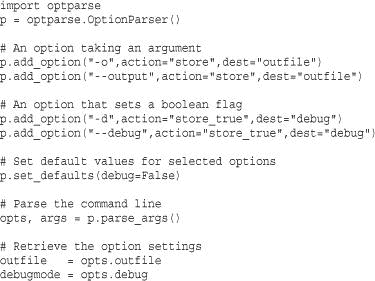 import optparse
p = optparse.OptionParser()
# An option taking an argument
p.add_option("-o",action="store",dest="outfile")
p.add_option("--output",action="store",dest="outfile")
# An option that sets a boolean flag
p.add_option("-d",action="store_true",dest="debug")
p.add_option("--debug",action="store_true",dest="debug")
# Set default values for selected options
p.set_defaults(debug=False)
# Parse the command line
opts, args = p.parse_args()
# Retrieve the option settings
outfile   = opts.outfile
debugmode = opts.debug